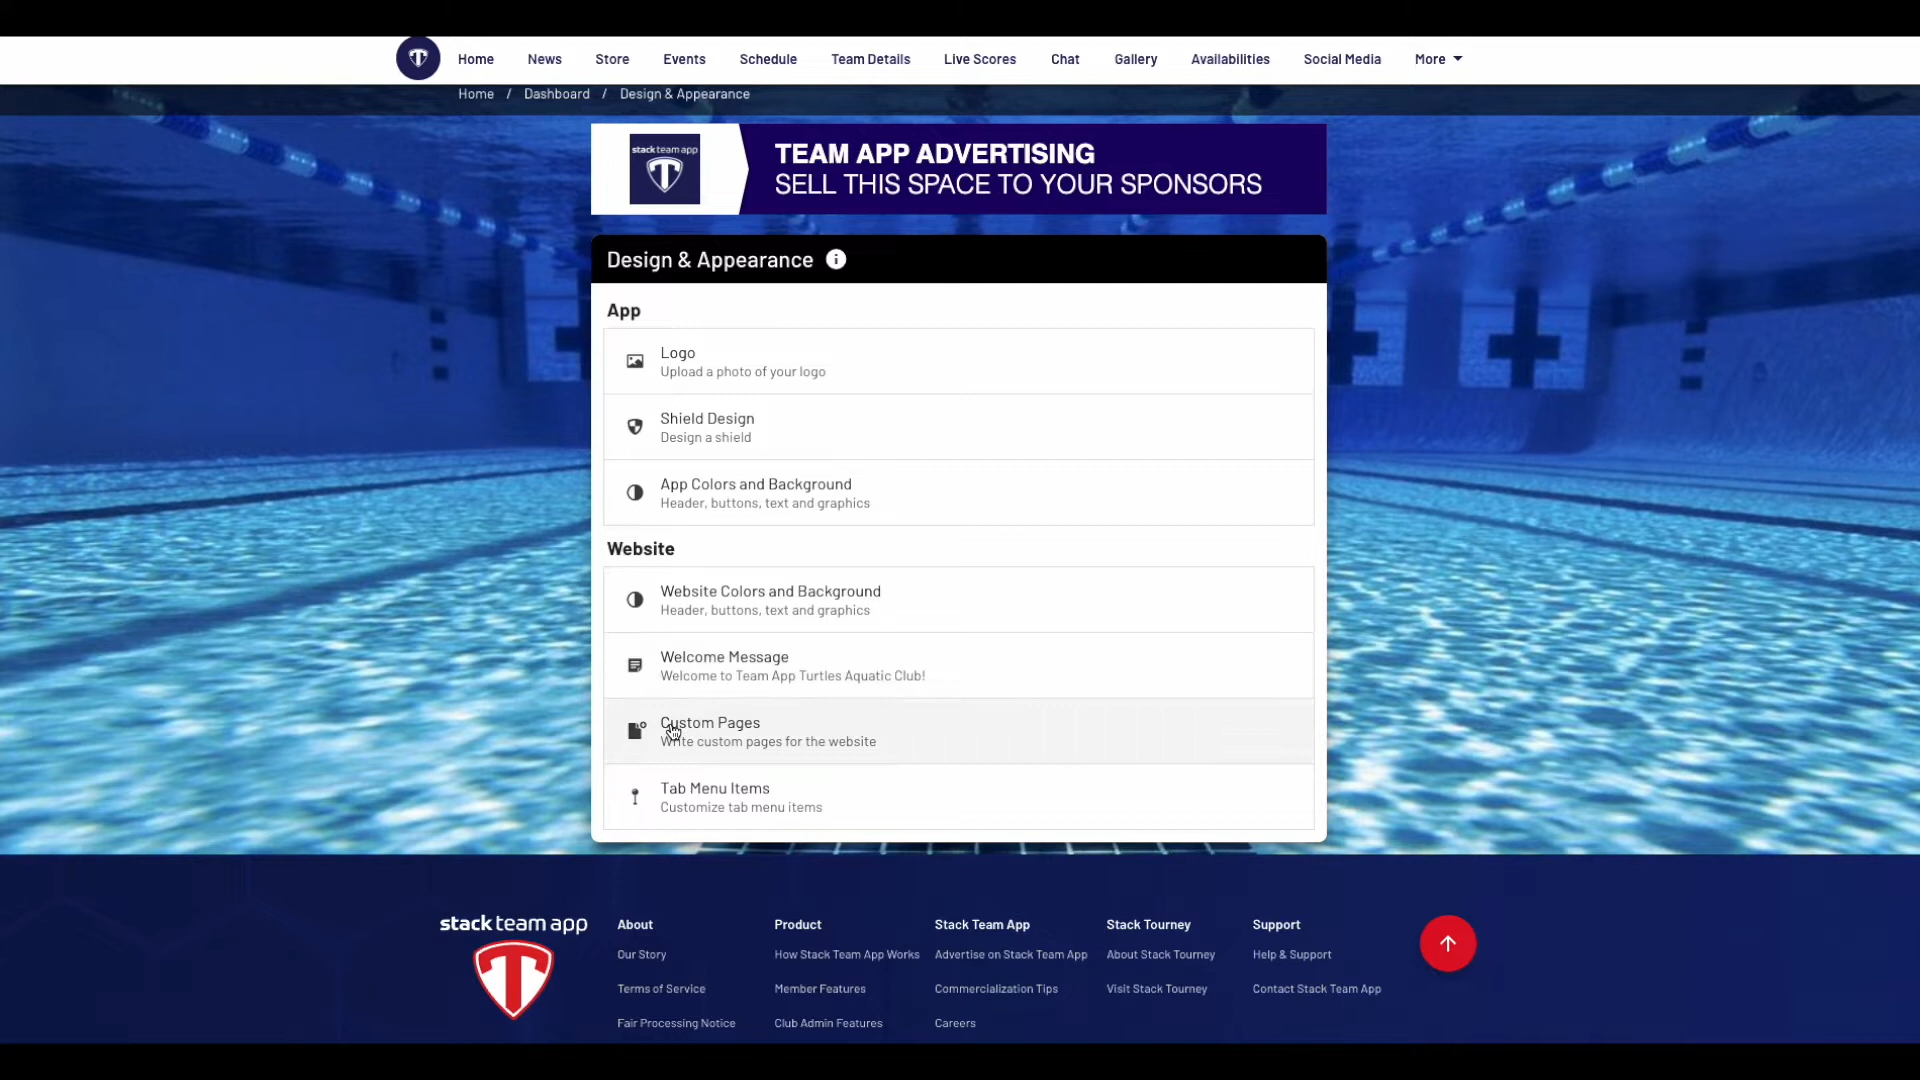 Home News Store Events Schedule Team Details Live Scores Chat Gallery Availabilities Social Media More
Home / Dashboard / Design & Appearance
stack team app
TEAM APP ADVERTISING
SELL THIS SPACE TO YOUR SPONSORS
Design & Appearance
App
Logo
Upload a photo of your logo
Shield Design
Design a shield
App Colors and Background
Header, buttons, text and graphics
Website
Website Colors and Background
Header, buttons, text and graphics
Welcome Message
Welcome to Team App Turtles Aquatic Club!
Custom Pages
Write custom pages for the website
Tab Menu Items
Customize tab menu items
stack team app
About
Our Story
Terms of Service
Fair Processing Notice
Product
How Stack Team App Works
Member Features
Club Admin Features
Stack Team App
Advertise on Stack Team App
Commercialization Tips
Careers
Stack Tourney
About Stack Tourney
Visit Stack Tourney
Support
Help & Support
Contact Stack Team App